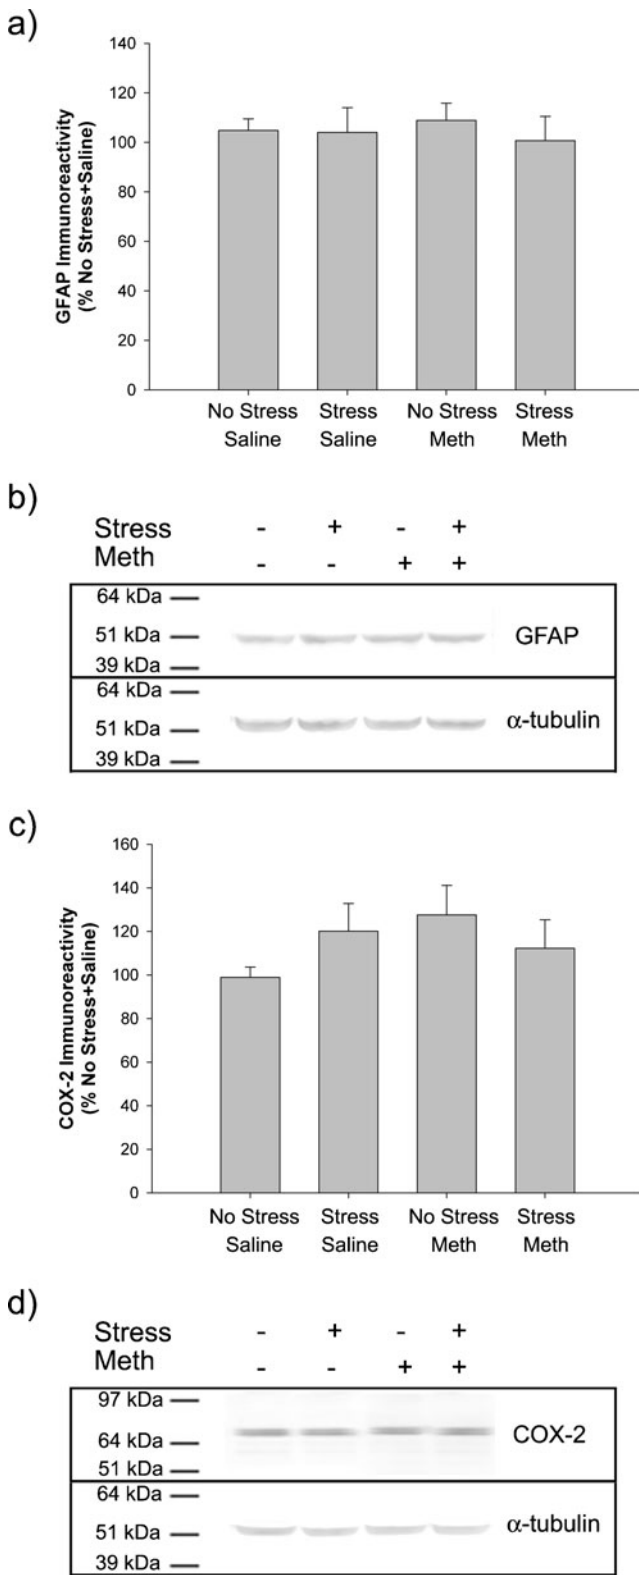 a)
GFAP Immunoreactivity
(% No Stress+Saline)
140
120
100
80
60
40
20
0
No Stress Stress No Stress Stress
Saline Saline Meth Meth
b)
Stress - + - +
Meth - - + +
64 kDa
51 kDa GFAP
39 kDa
64 kDa
51 kDa α-tubulin
39 kDa
c)
COX-2 Immunoreactivity
(% No Stress+Saline)
160
140
120
100
80
60
40
20
0
No Stress Stress No Stress Stress
Saline Saline Meth Meth
d)
Stress - + - +
Meth - - + +
97 kDa
64 kDa COX-2
51 kDa
64 kDa
51 kDa α-tubulin
39 kDa